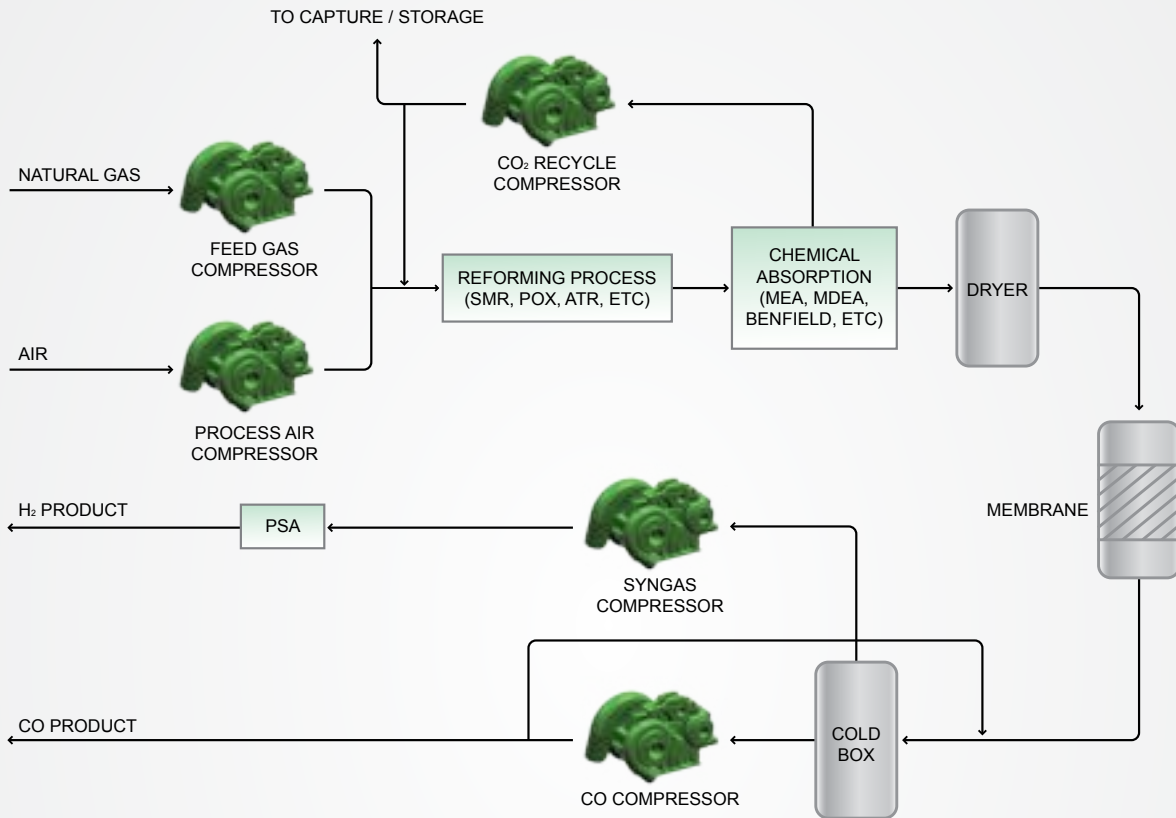 TO CAPTURE / STORAGE
NATURAL GAS
FEED GAS
COMPRESSOR
CO₂ RECYCLE
COMPRESSOR
AIR
PROCESS AIR
COMPRESSOR
REFORMING PROCESS
(SMR, POX, ATR, ETC)
CHEMICAL
ABSORPTION
(MEA, MDEA,
BENFIELD, ETC)
DRYER
MEMBRANE
H₂ PRODUCT
PSA
SYNGAS
COMPRESSOR
CO PRODUCT
CO COMPRESSOR
COLD
BOX